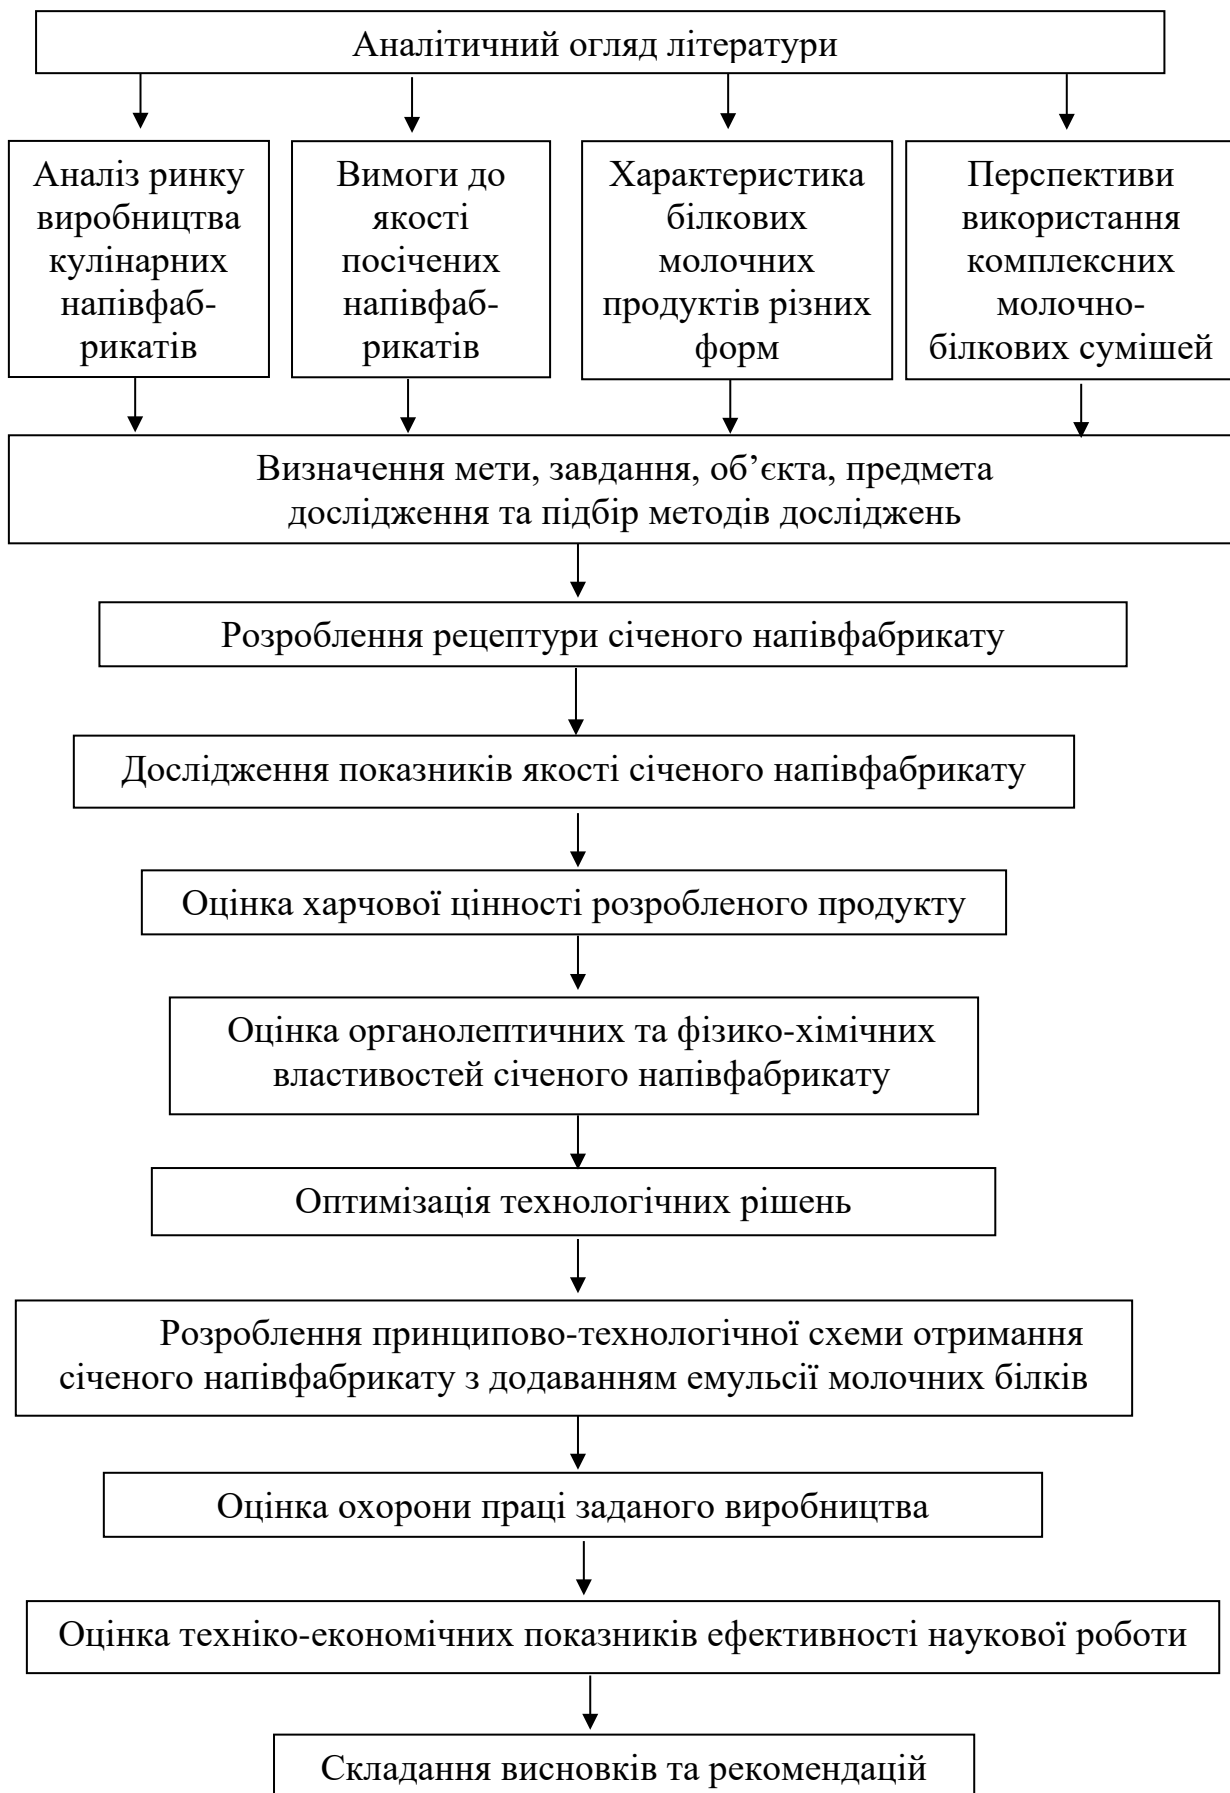 Аналітичний огляд літератури
Аналіз ринку
виробництва
кулінарних
напівфаб-
рикатів
Вимоги до
якості
посічених
напівфаб-
рикатів
Характеристика
білкових
молочних
продуктів різних
форм
Перспективи
використання
комплексних
молочно-
білкових сумішей
Визначення мети, завдання, об’єкта, предмета
дослідження та підбір методів досліджень
Розроблення рецептури січеного напівфабрикату
Дослідження показників якості січеного напівфабрикату
Оцінка харчової цінності розробленого продукту
Оцінка органолептичних та фізико-хімічних
властивостей січеного напівфабрикату
Оптимізація технологічних рішень
Розроблення принципово-технологічної схеми отримання
січеного напівфабрикату з додаванням емульсії молочних білків
Оцінка охорони праці заданого виробництва
Оцінка техніко-економічних показників ефективності наукової роботи
Складання висновків та рекомендацій